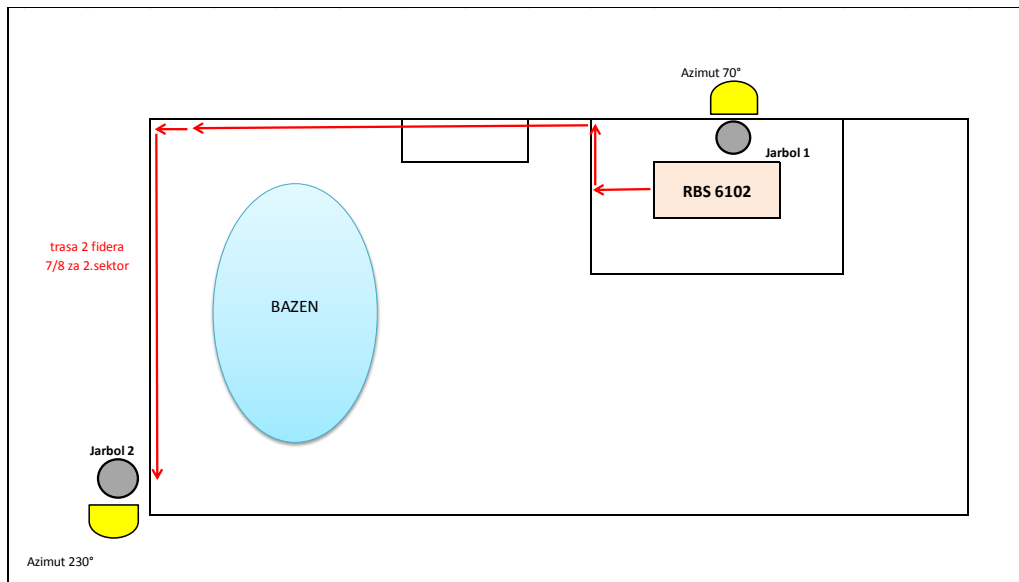 Azimut 70°
Jarbol 1
RBS 6102
trasa 2 fidera
7/8 za 2.sektor
BAZEN
Jarbol 2
Azimut 230°